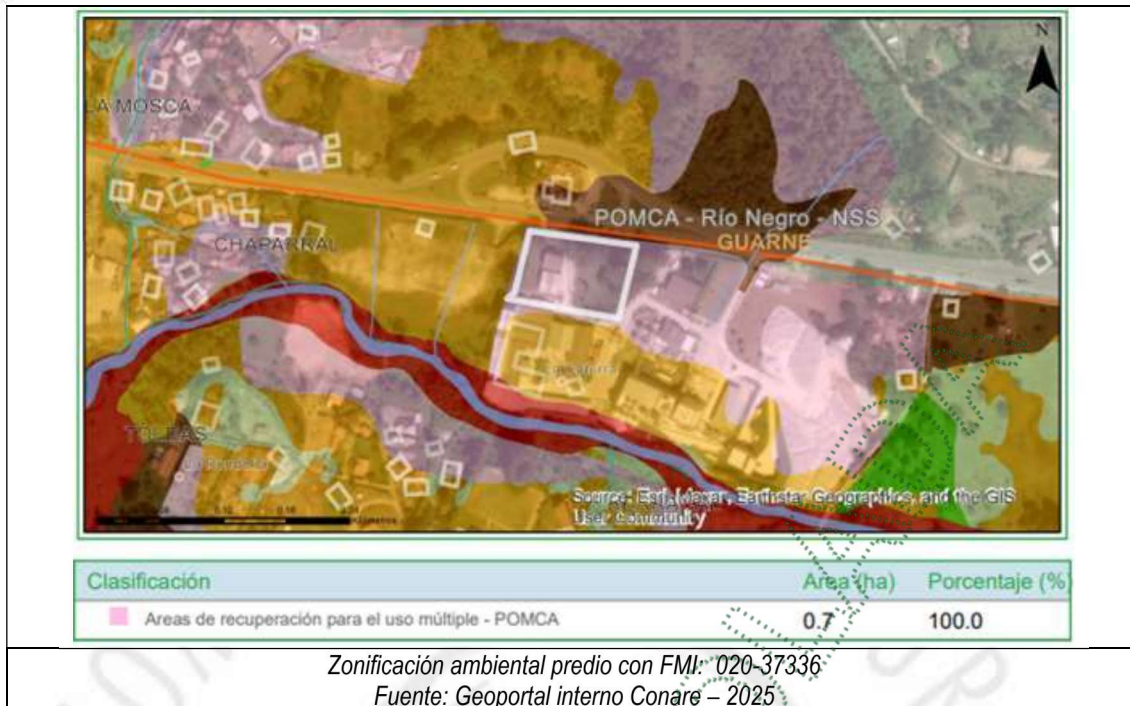 N
LA MOSCA
POMCA - Río Negro - NSS
GUARNE
CHAPARRAL
TOLDAS
Source: Esri, Maxar, Earthstar Geographics, and the GIS
User Community
Clasificación Area (ha) Porcentaje (%)
Areas de recuperación para el uso múltiple - POMCA 0.7 100.0
Zonificación ambiental predio con FMI: 020-37336
Fuente: Geoportal interno Conare – 2025